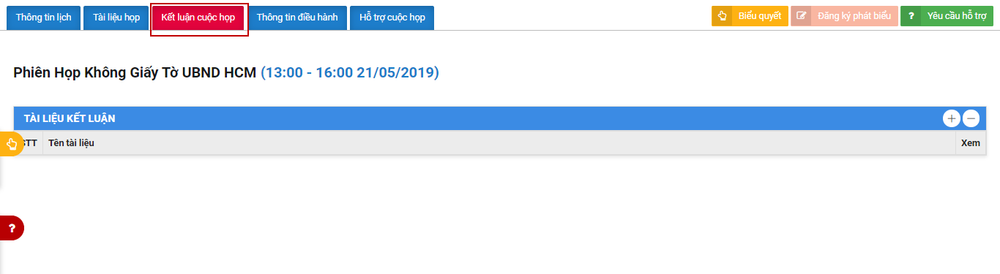 Thông tin lịch
Tài liệu họp
Kết luận cuộc họp
Thông tin điều hành
Hỗ trợ cuộc họp
Biểu quyết
Đăng ký phát biểu
? Yêu cầu hỗ trợ
Phiên Họp Không Giấy Tờ UBND HCM (13:00 - 16:00 21/05/2019)
TÀI LIỆU KẾT LUẬN
STT Tên tài liệu Xem
?